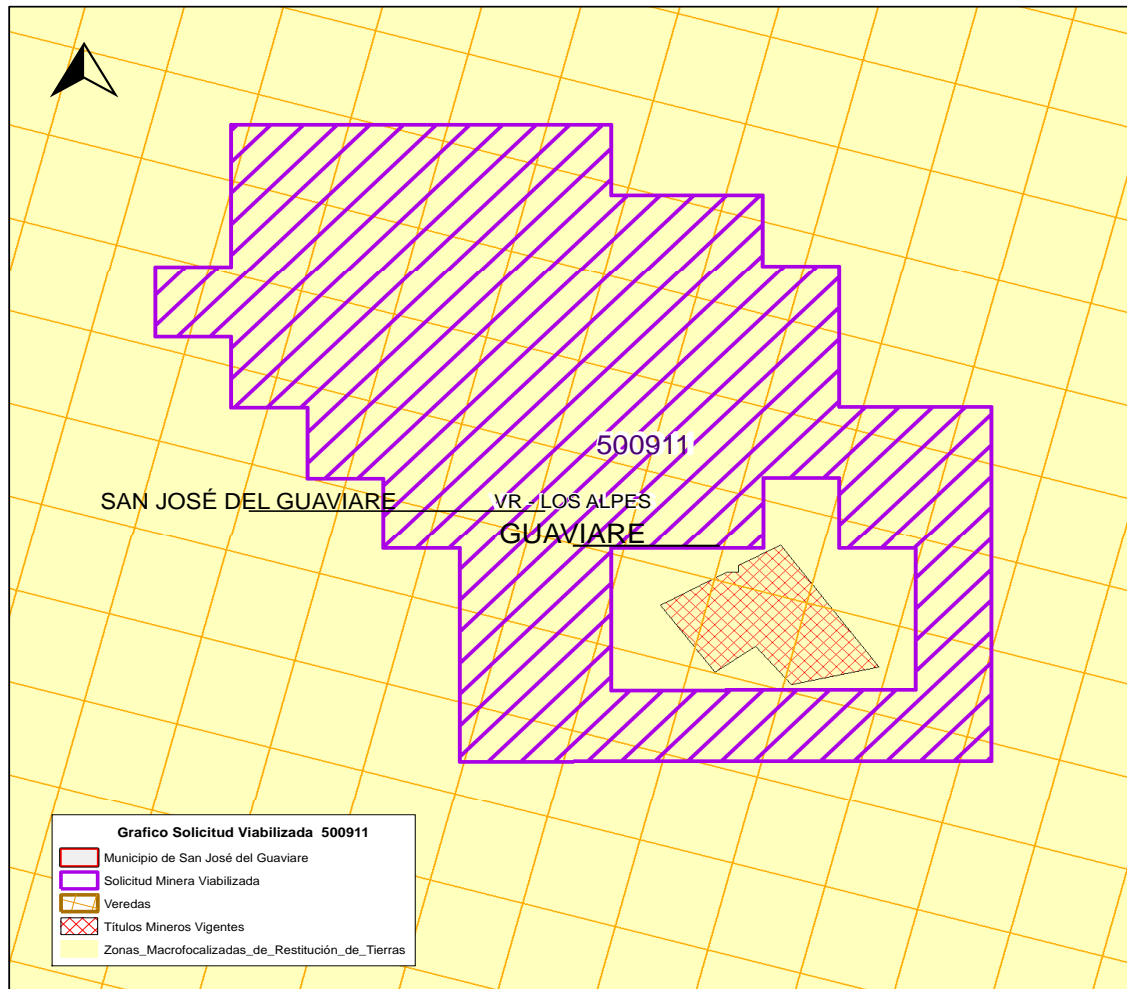 500911
SAN JOSÉ DEL GUAVIARE
VR - LOS ALPES
GUAVIARE
Grafico Solicitud Viabilizada 500911
Municipio de San José del Guaviare
Solicitud Minera Viabilizada
Veredas
Títulos Mineros Vigentes
Zonas_Macrofocalizadas_de_Restitución_de_Tierras